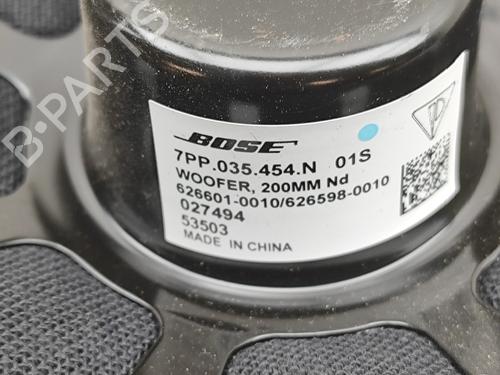 BOSE
7PP.035.454.N 01S
WOOFER, 200MM Nd
626601-0010/626598-0010
027494
53503
MADE IN CHINA
B-PARTS